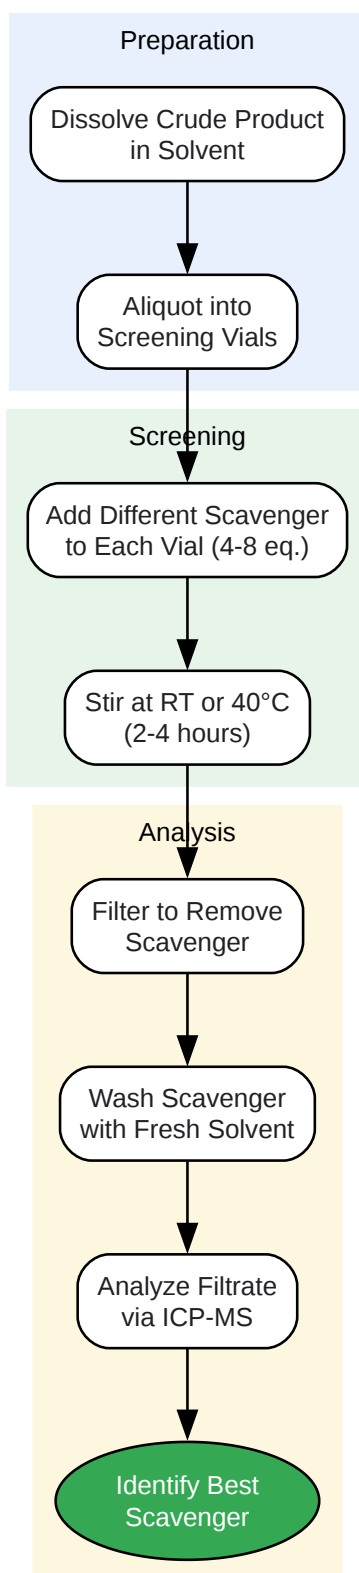 Preparation
Dissolve Crude Product
in Solvent
Aliquot into
Screening Vials
Screening
Add Different Scavenger
to Each Vial (4-8 eq.)
Stir at RT or 40°C
(2-4 hours)
Analysis
Filter to Remove
Scavenger
Wash Scavenger
with Fresh Solvent
Analyze Filtrate
via ICP-MS
Identify Best
Scavenger